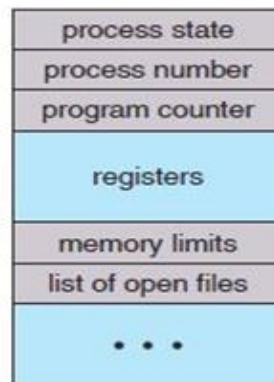 process state
process number
program counter
registers
memory limits
list of open files
• • •